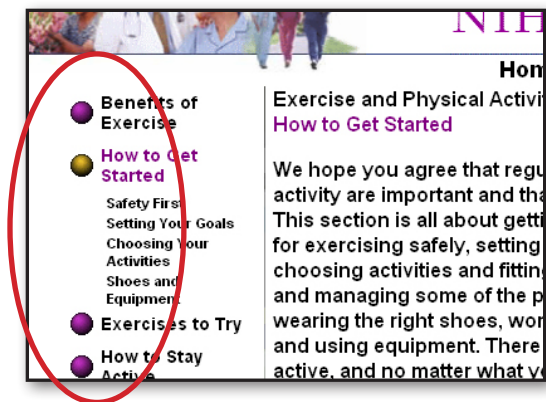 NIH
Hom
Benefits of
Exercise
How to Get
Started
Safety First
Setting Your Goals
Choosing Your
Activities
Shoes and
Equipment
Exercises to Try
How to Stay
Active
Exercise and Physical Activi
How to Get Started
We hope you agree that regu
activity are important and tha
This section is all about getti
for exercising safely, setting
choosing activities and fitting
and managing some of the p
wearing the right shoes, wor
and using equipment. There
active, and no matter what yo